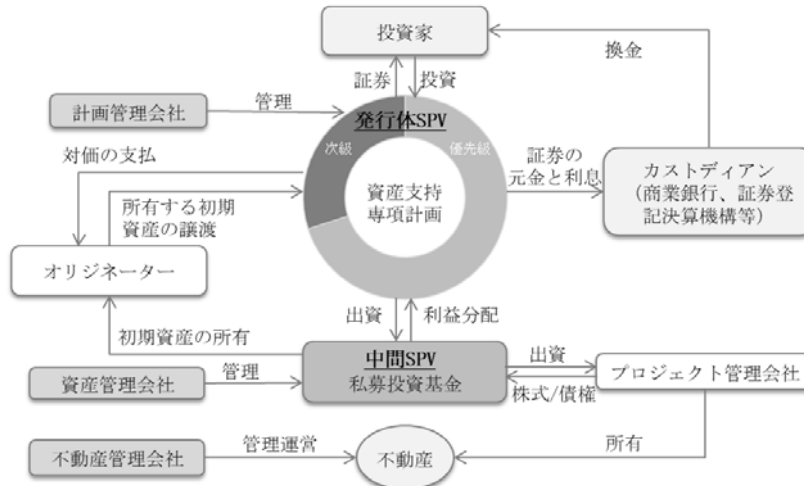 投資家
換金
証券
投資
計画管理会社
管理
発行体SPV
次級
優先級
対価の支払
証券の
元金と利息
カストディアン
（商業銀行、証券登
記決算機構等）
資産支持
専項計画
所有する初期
資産の譲渡
オリジネーター
出資
利益分配
初期資産の所有
中間SPV
私募投資基金
出資
株式/債権
プロジェクト管理会社
資産管理会社
管理
不動産管理会社
管理運営
不動産
所有